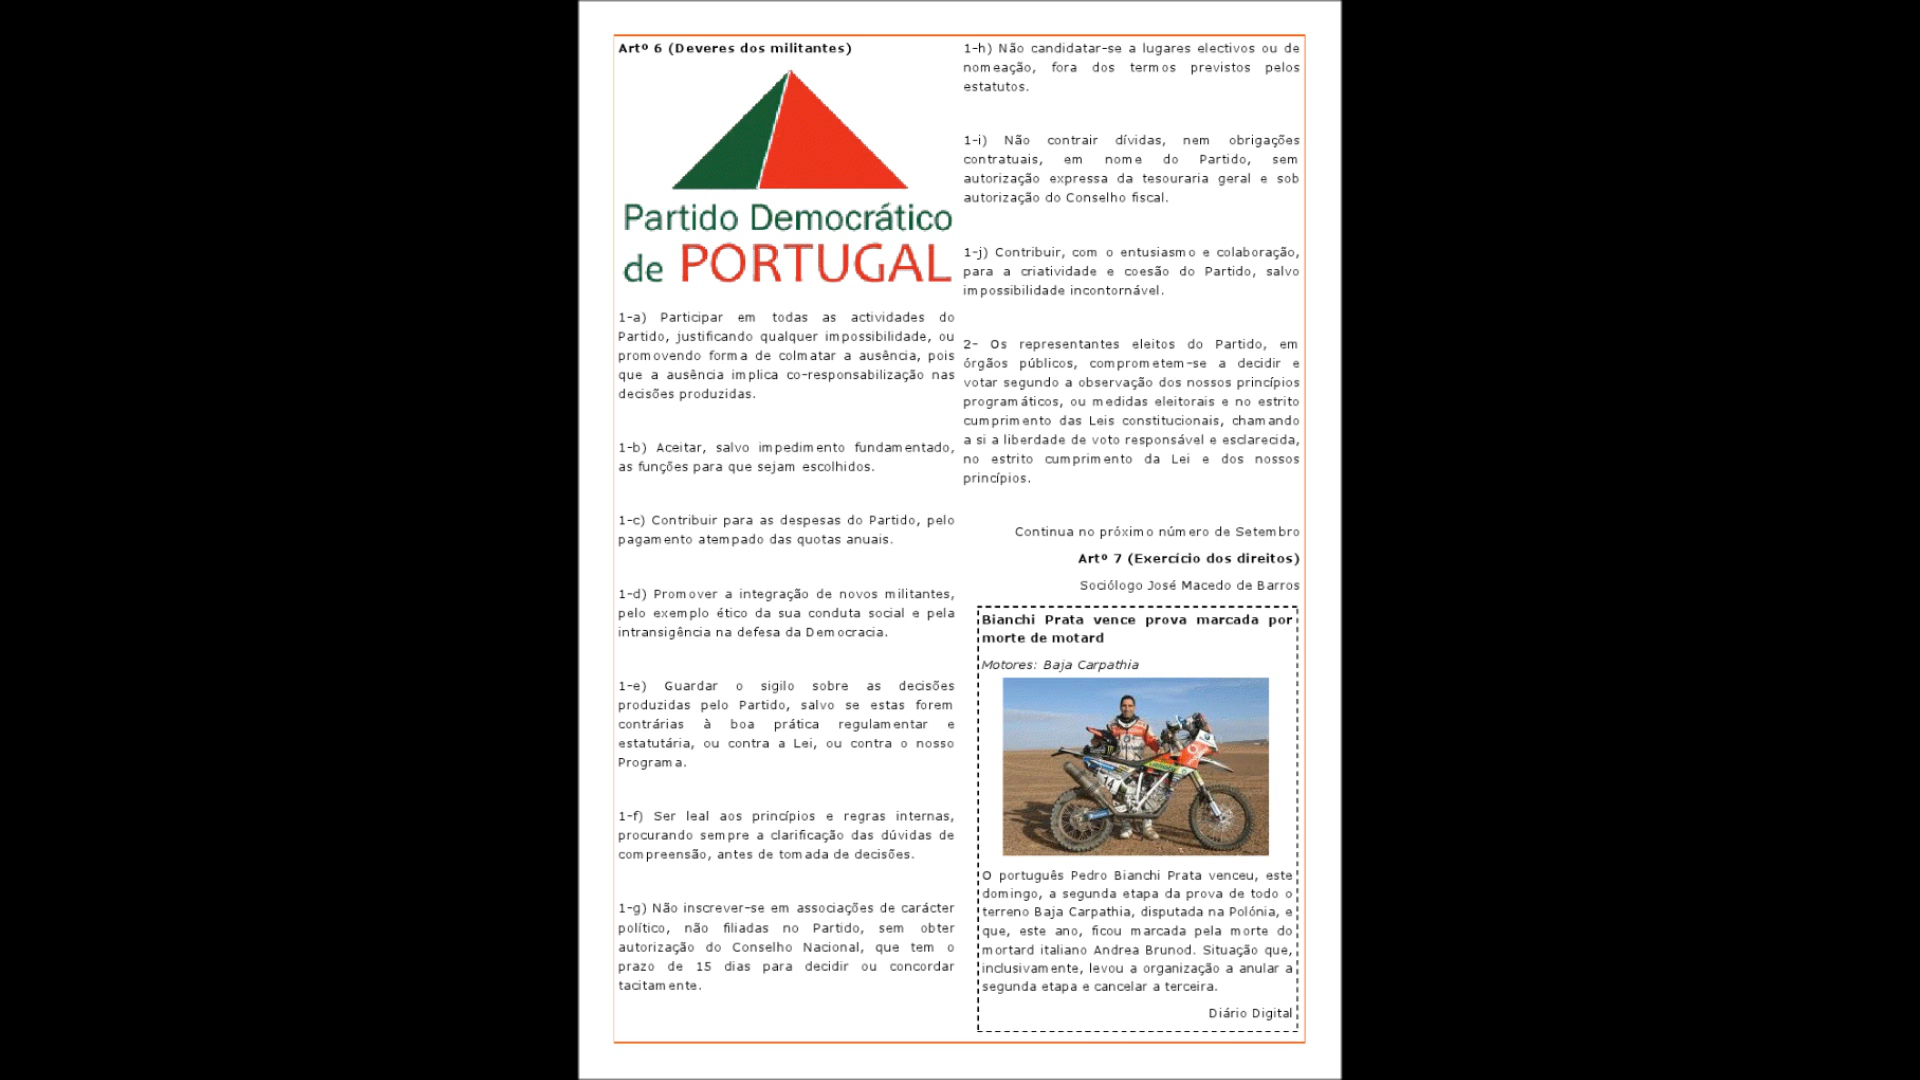 Artº 6 (Deveres dos militantes)
Partido Democrático
de PORTUGAL
1-a) Participar em todas as actividades do
Partido, justificando qualquer impossibilidade, ou
promovendo forma de colmatar a ausência, pois
que a ausência implica co-responsabilização nas
decisões produzidas.
1-b) Aceitar, salvo impedimento fundamentado,
as funções para que sejam escolhidos.
1-c) Contribuir para as despesas do Partido, pelo
pagamento atempado das quotas anuais.
1-d) Promover a integração de novos militantes,
pelo exemplo ético da sua conduta social e pela
intransigência na defesa da Democracia.
1-e) Guardar o sigilo sobre as decisões
produzidas pelo Partido, salvo se estas forem
contrárias à boa prática regulamentar e
estatutária, ou contra a Lei, ou contra o nosso
Programa.
1-f) Ser leal aos princípios e regras internas,
procurando sempre a clarificação das dúvidas de
compreensão, antes de tomada de decisões.
1-g) Não inscrever-se em associações de carácter
político, não filiadas no Partido, sem obter
autorização do Conselho Nacional, que tem o
prazo de 15 dias para decidir ou concordar
tacitamente.
1-h) Não candidatar-se a lugares electivos ou de
nomeação, fora dos termos previstos pelos
estatutos.
1-i) Não contrair dívidas, nem obrigações
contratuais, em nome do Partido, sem
autorização expressa da tesouraria geral e sob
autorização do Conselho fiscal.
1-j) Contribuir, com o entusiasmo e colaboração,
para a criatividade e coesão do Partido, salvo
impossibilidade incontornável.
2- Os representantes eleitos do Partido, em
órgãos públicos, comprometem-se a decidir e
votar segundo a observação dos nossos princípios
programáticos, ou medidas eleitorais e no estrito
cumprimento das Leis constitucionais, chamando
a si a liberdade de voto responsável e esclarecida,
no estrito cumprimento da Lei e dos nossos
princípios.
Continua no próximo número de Setembro
Artº 7 (Exercício dos direitos)
Sociólogo José Macedo de Barros
Bianchi Prata vence prova marcada por
morte de motard
Motores: Baja Carpathia
14
O português Pedro Bianchi Prata venceu, este
domingo, a segunda etapa da prova de todo o
terreno Baja Carpathia, disputada na Polónia, e
que, este ano, ficou marcada pela morte do
mortard italiano Andrea Brunod. Situação que,
inclusivamente, levou a organização a anular a
segunda etapa e cancelar a terceira.
Diário Digital